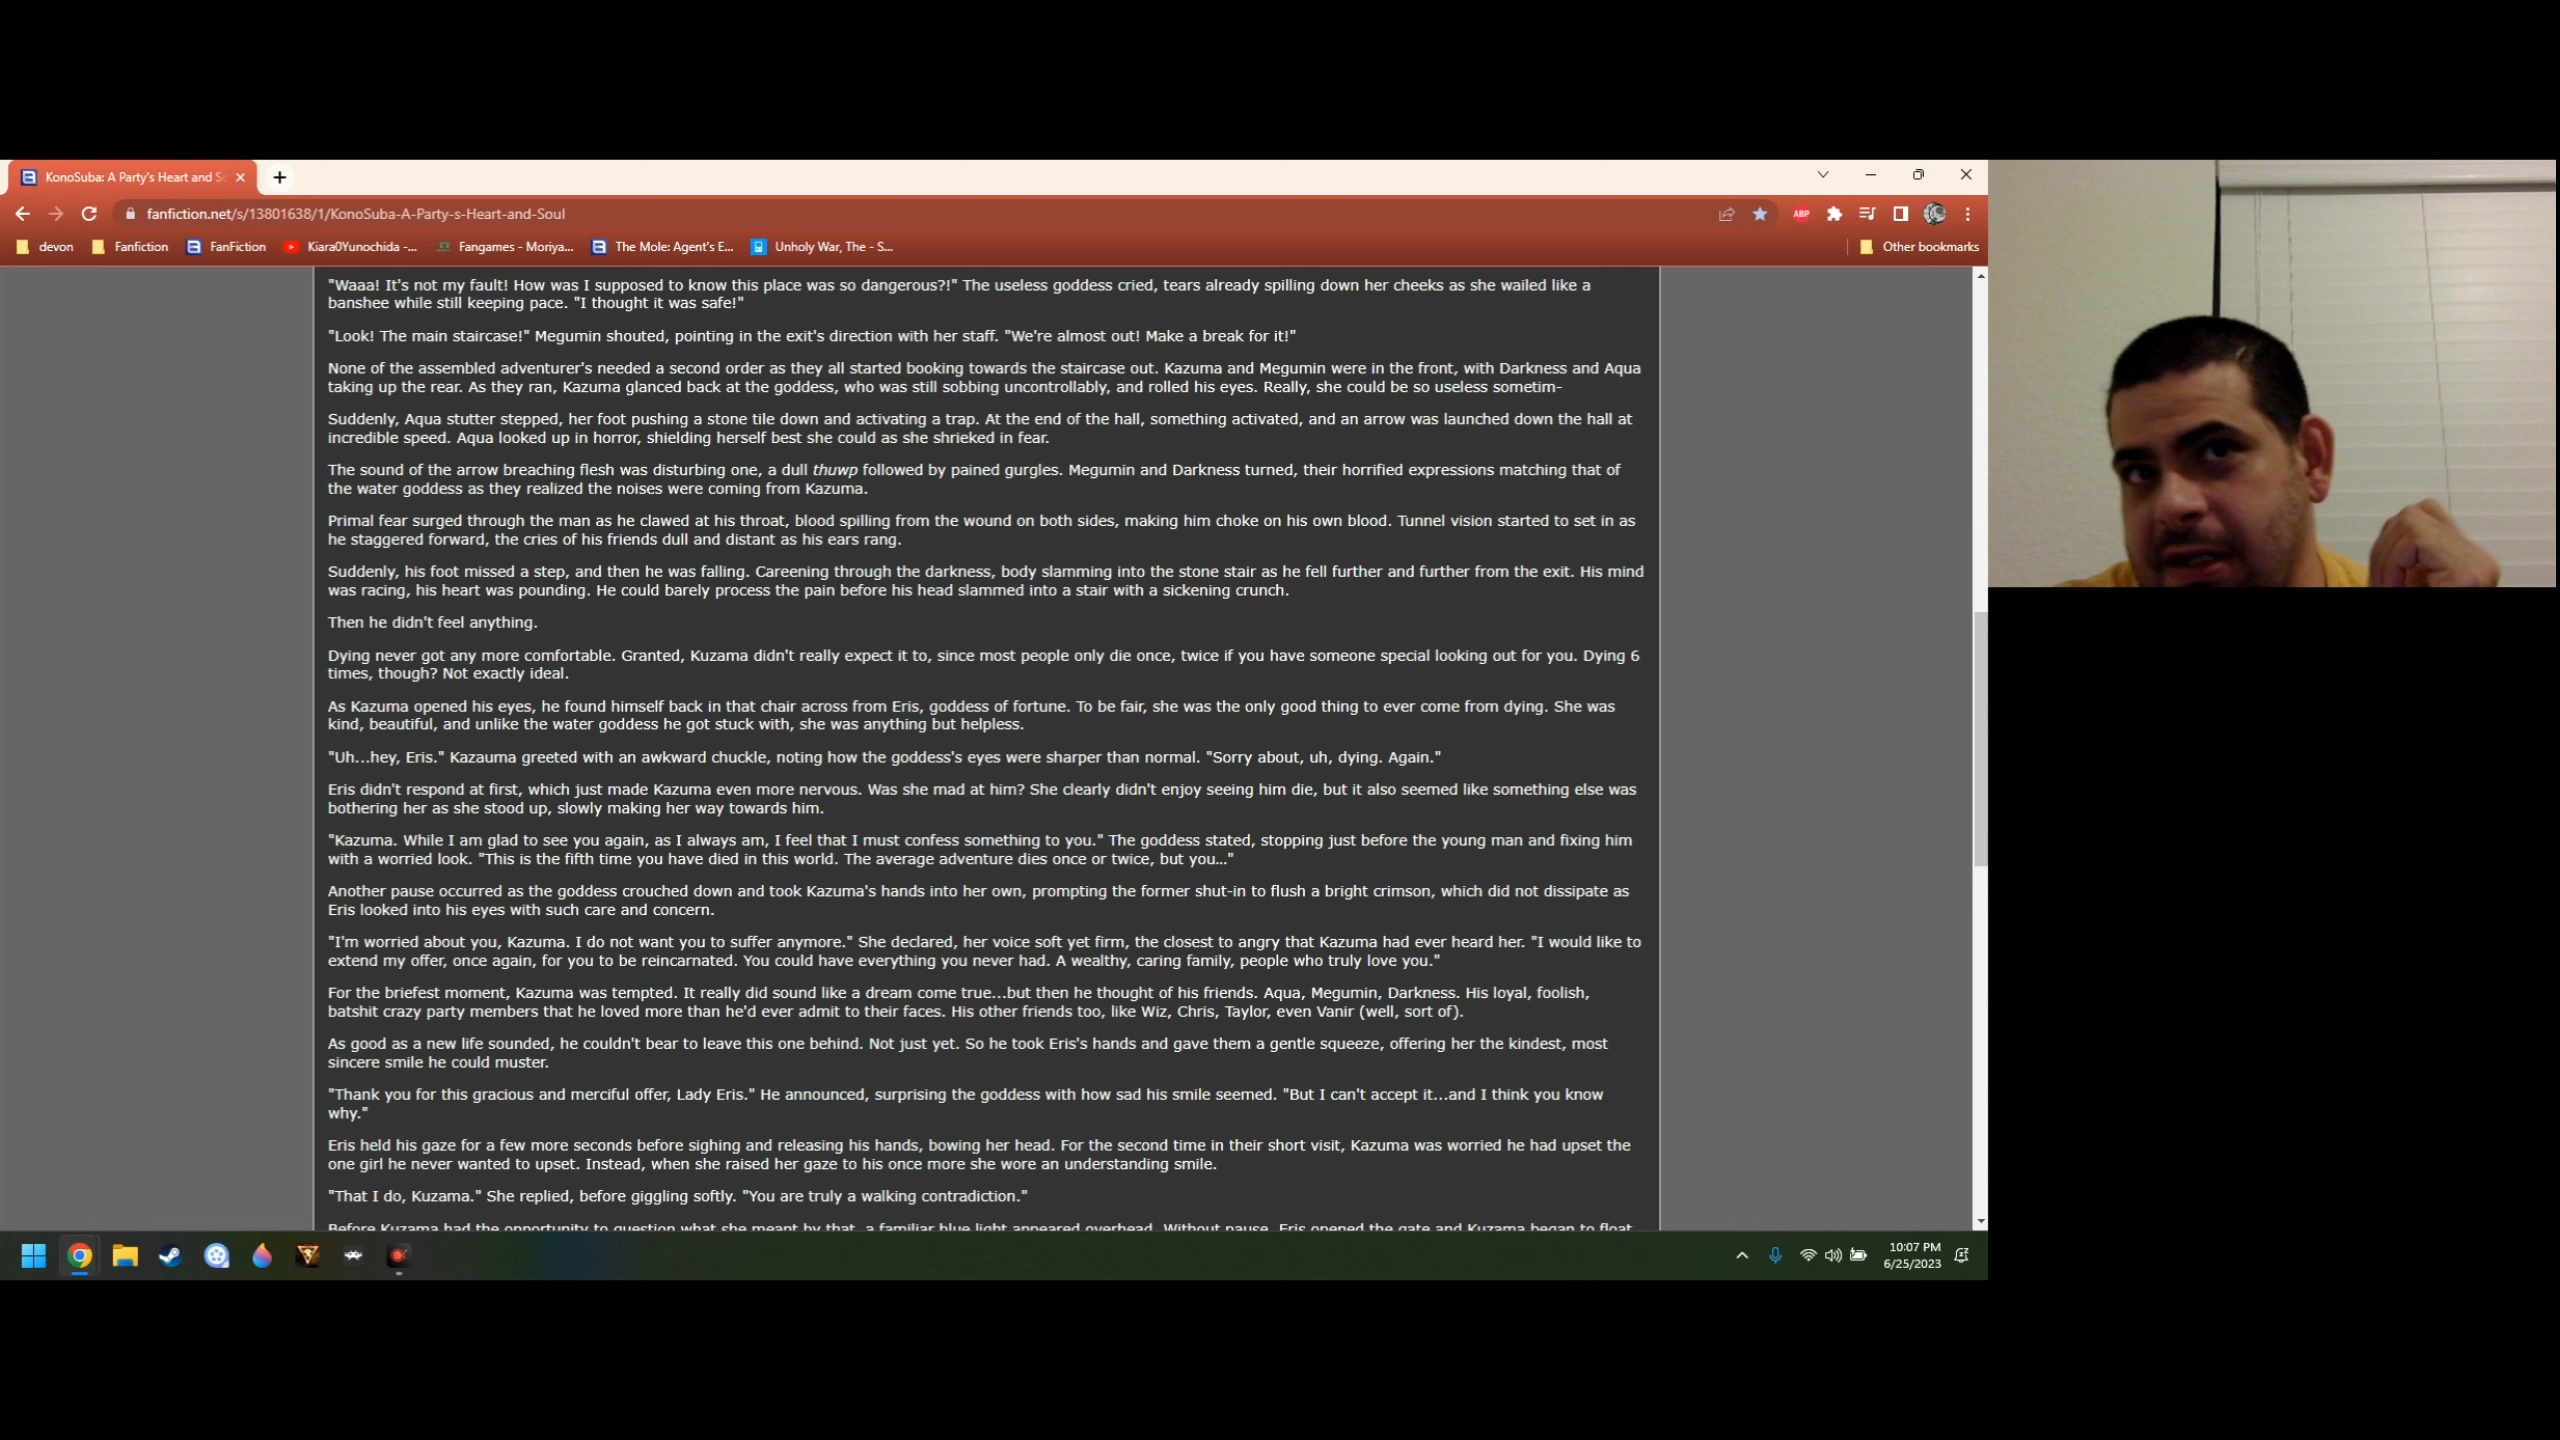 KonoSuba: A Party's Heart and S
fanfiction.net/s/13801638/1/KonoSuba-A-Party-s-Heart-and-Soul
ABP
devon
Fanfiction
FanFiction
Kiara0Yunochida -...
Fangames - Moriya...
The Mole: Agent's E...
Unholy War, The - S...
Other bookmarks
"Waaa! It's not my fault! How was I supposed to know this place was so dangerous?!" The useless goddess cried, tears already spilling down her cheeks as she wailed like a
banshee while still keeping pace. "I thought it was safe!"
"Look! The main staircase!" Megumin shouted, pointing in the exit's direction with her staff. "We're almost out! Make a break for it!"
None of the assembled adventurer's needed a second order as they all started booking towards the staircase out. Kazuma and Megumin were in the front, with Darkness and Aqua
taking up the rear. As they ran, Kazuma glanced back at the goddess, who was still sobbing uncontrollably, and rolled his eyes. Really, she could be so useless sometim-
Suddenly, Aqua stutter stepped, her foot pushing a stone tile down and activating a trap. At the end of the hall, something activated, and an arrow was launched down the hall at
incredible speed. Aqua looked up in horror, shielding herself best she could as she shrieked in fear.
The sound of the arrow breaching flesh was disturbing one, a dull thuwp followed by pained gurgles. Megumin and Darkness turned, their horrified expressions matching that of
the water goddess as they realized the noises were coming from Kazuma.
Primal fear surged through the man as he clawed at his throat, blood spilling from the wound on both sides, making him choke on his own blood. Tunnel vision started to set in as
he staggered forward, the cries of his friends dull and distant as his ears rang.
Suddenly, his foot missed a step, and then he was falling. Careening through the darkness, body slamming into the stone stair as he fell further and further from the exit. His mind
was racing, his heart was pounding. He could barely process the pain before his head slammed into a stair with a sickening crunch.
Then he didn't feel anything.
Dying never got any more comfortable. Granted, Kuzama didn't really expect it to, since most people only die once, twice if you have someone special looking out for you. Dying 6
times, though? Not exactly ideal.
As Kazuma opened his eyes, he found himself back in that chair across from Eris, goddess of fortune. To be fair, she was the only good thing to ever come from dying. She was
kind, beautiful, and unlike the water goddess he got stuck with, she was anything but helpless.
"Uh...hey, Eris." Kazauma greeted with an awkward chuckle, noting how the goddess's eyes were sharper than normal. "Sorry about, uh, dying. Again."
Eris didn't respond at first, which just made Kazuma even more nervous. Was she mad at him? She clearly didn't enjoy seeing him die, but it also seemed like something else was
bothering her as she stood up, slowly making her way towards him.
"Kazuma. While I am glad to see you again, as I always am, I feel that I must confess something to you." The goddess stated, stopping just before the young man and fixing him
with a worried look. "This is the fifth time you have died in this world. The average adventure dies once or twice, but you..."
Another pause occurred as the goddess crouched down and took Kazuma's hands into her own, prompting the former shut-in to flush a bright crimson, which did not dissipate as
Eris looked into his eyes with such care and concern.
"I'm worried about you, Kazuma. I do not want you to suffer anymore." She declared, her voice soft yet firm, the closest to angry that Kazuma had ever heard her. "I would like to
extend my offer, once again, for you to be reincarnated. You could have everything you never had. A wealthy, caring family, people who truly love you."
For the briefest moment, Kazuma was tempted. It really did sound like a dream come true...but then he thought of his friends. Aqua, Megumin, Darkness. His loyal, foolish,
batshit crazy party members that he loved more than he'd ever admit to their faces. His other friends too, like Wiz, Chris, Taylor, even Vanir (well, sort of).
As good as a new life sounded, he couldn't bear to leave this one behind. Not just yet. So he took Eris's hands and gave them a gentle squeeze, offering her the kindest, most
sincere smile he could muster.
"Thank you for this gracious and merciful offer, Lady Eris." He announced, surprising the goddess with how sad his smile seemed. "But I can't accept it...and I think you know
why."
Eris held his gaze for a few more seconds before sighing and releasing his hands, bowing her head. For the second time in their short visit, Kazuma was worried he had upset the
one girl he never wanted to upset. Instead, when she raised her gaze to his once more she wore an understanding smile.
"That I do, Kuzama." She replied, before giggling softly. "You are truly a walking contradiction."
Before Kuzama had the opportunity to question what she meant by that, a familiar blue light appeared overhead. Without pause, Eris opened the gate and Kuzama began to float
10:07 PM
6/25/2023